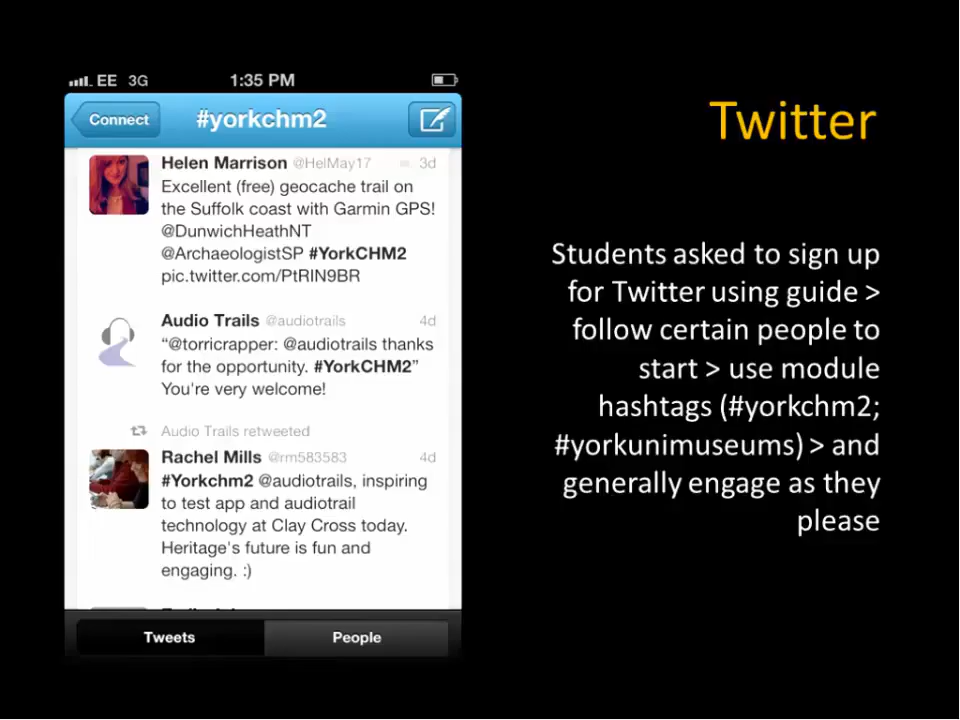 EE 3G 1:35 PM
Connect #yorkchm2
Helen Marrison @HelMay17 3d
Excellent (free) geocache trail on
the Suffolk coast with Garmin GPS!
@DunwichHeathNT
@ArchaeologistSP #YorkCHM2
pic.twitter.com/PtRIN9BR
Audio Trails @audiotrails 4d
“@torricrapper: @audiotrails thanks
for the opportunity. #YorkCHM2”
You're very welcome!
Audio Trails retweeted
Rachel Mills @rm583583 4d
#Yorkchm2 @audiotrails, inspiring
to test app and audiotrail
technology at Clay Cross today.
Heritage's future is fun and
engaging. :)
Tweets People
Twitter
Students asked to sign up
for Twitter using guide >
follow certain people to
start > use module
hashtags (#yorkchm2;
#yorkunimuseums) > and
generally engage as they
please